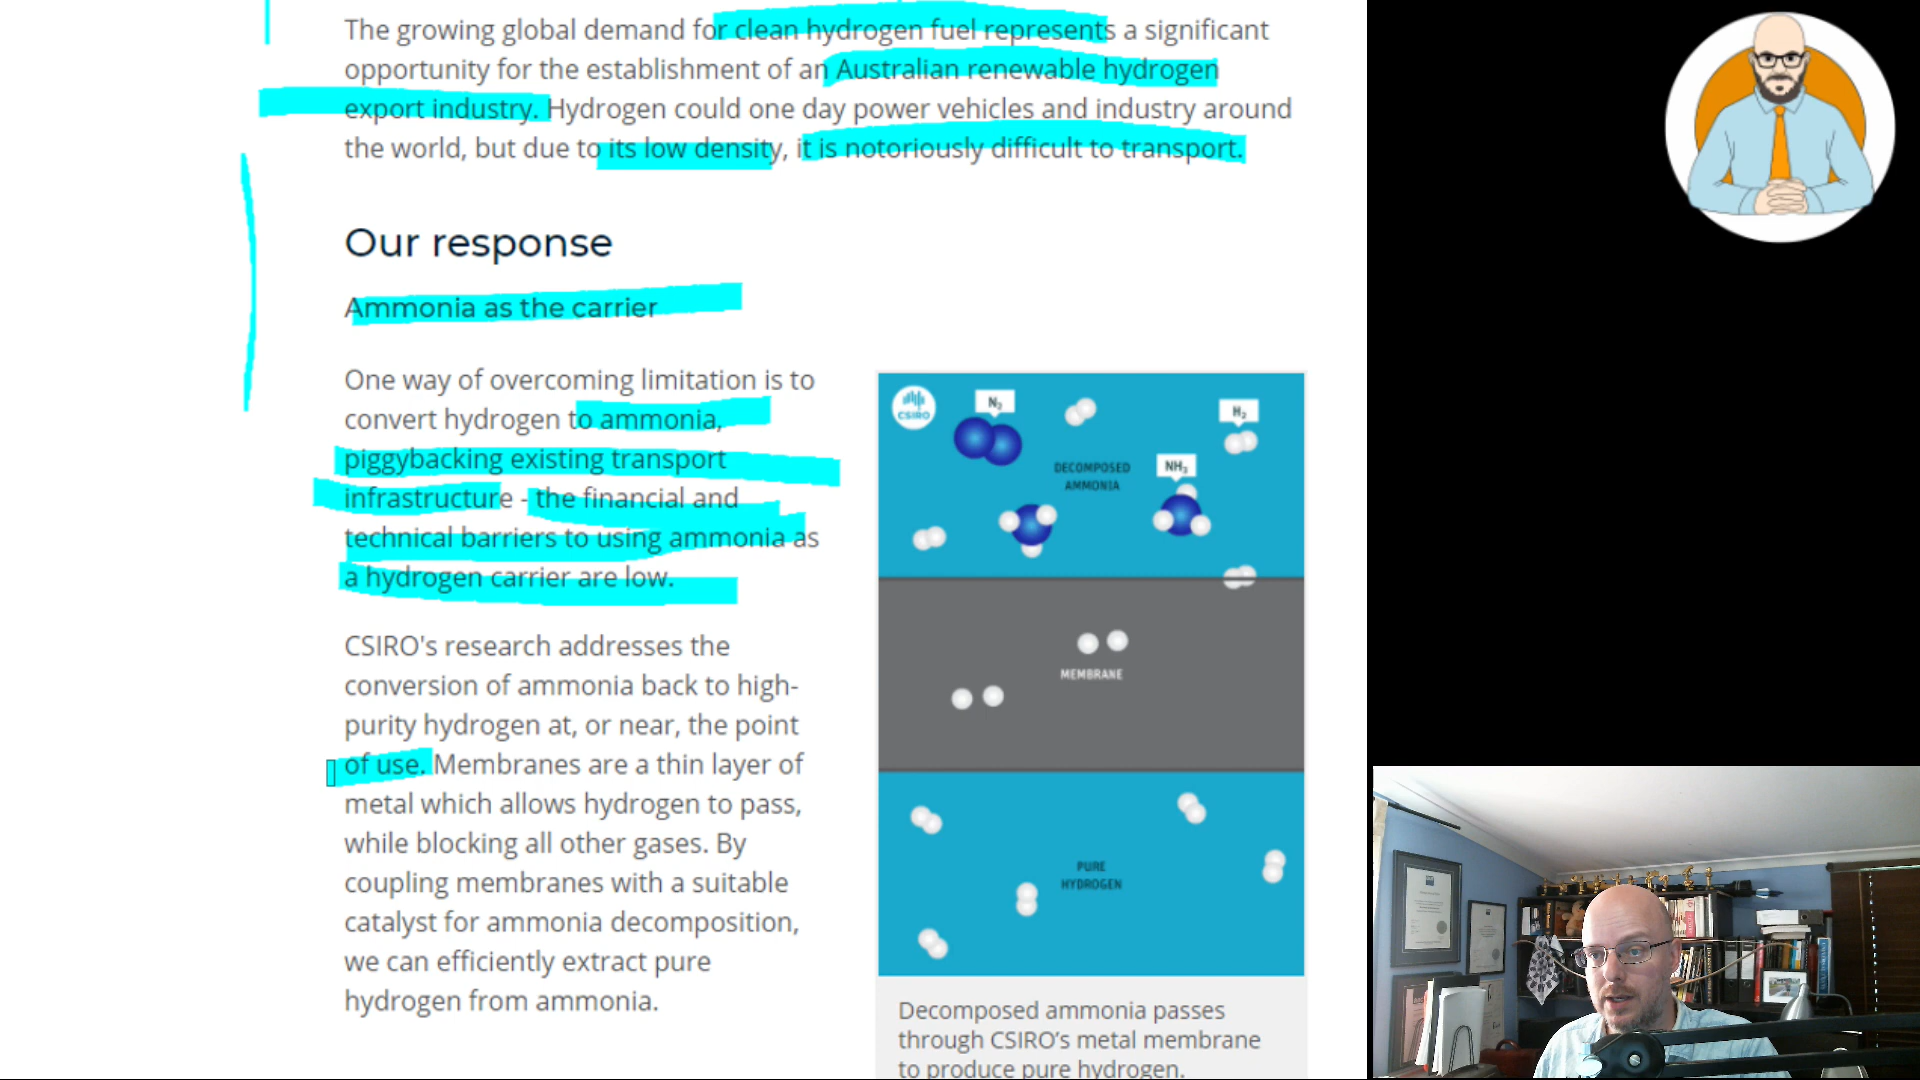 The growing global demand for clean hydrogen fuel represents a significant
opportunity for the establishment of an Australian renewable hydrogen
export industry. Hydrogen could one day power vehicles and industry around
the world, but due to its low density, it is notoriously difficult to transport.
Our response
Ammonia as the carrier
One way of overcoming limitation is to
convert hydrogen to ammonia,
piggybacking existing transport
infrastructure - the financial and
technical barriers to using ammonia as
a hydrogen carrier are low.
CSIRO's research addresses the
conversion of ammonia back to high-
purity hydrogen at, or near, the point
of use. Membranes are a thin layer of
metal which allows hydrogen to pass,
while blocking all other gases. By
coupling membranes with a suitable
catalyst for ammonia decomposition,
we can efficiently extract pure
hydrogen from ammonia.
CSIRO
N₂
H₂
DECOMPOSED
AMMONIA
NH₃
MEMBRANE
PURE
HYDROGEN
Decomposed ammonia passes
through CSIRO’s metal membrane
to produce pure hydrogen.